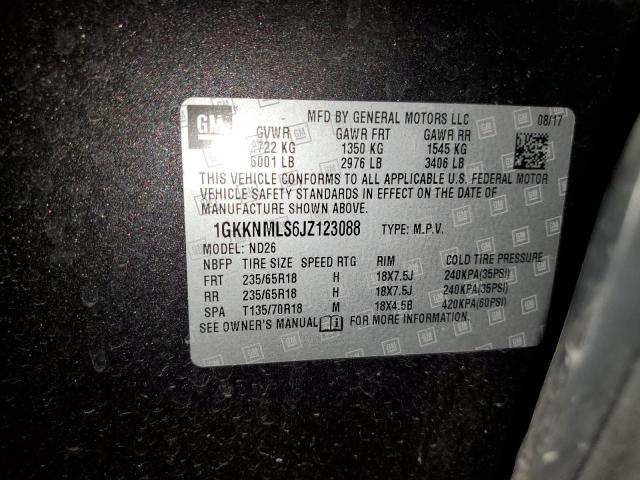 GM MFD BY GENERAL MOTORS LLC 08/17
GVWR GAWR FRT GAWR RR
2722 KG 1350 KG 1545 KG
6001 LB 2976 LB 3406 LB
THIS VEHICLE CONFORMS TO ALL APPLICABLE U.S. FEDERAL MOTOR
VEHICLE SAFETY STANDARDS IN EFFECT ON THE DATE OF
MANUFACTURE SHOWN ABOVE.
1GKKNMLS6JZ123088 TYPE: M.P.V.
MODEL: ND26
NBFP TIRE SIZE SPEED RTG RIM COLD TIRE PRESSURE
FRT 235/65R18 H 18X7.5J 240KPA(35PSI)
RR 235/65R18 H 18X7.5J 240KPA(35PSI)
SPA T135/70R18 M 18X4.5B 420KPA(60PSI)
SEE OWNER'S MANUAL FOR MORE INFORMATION.